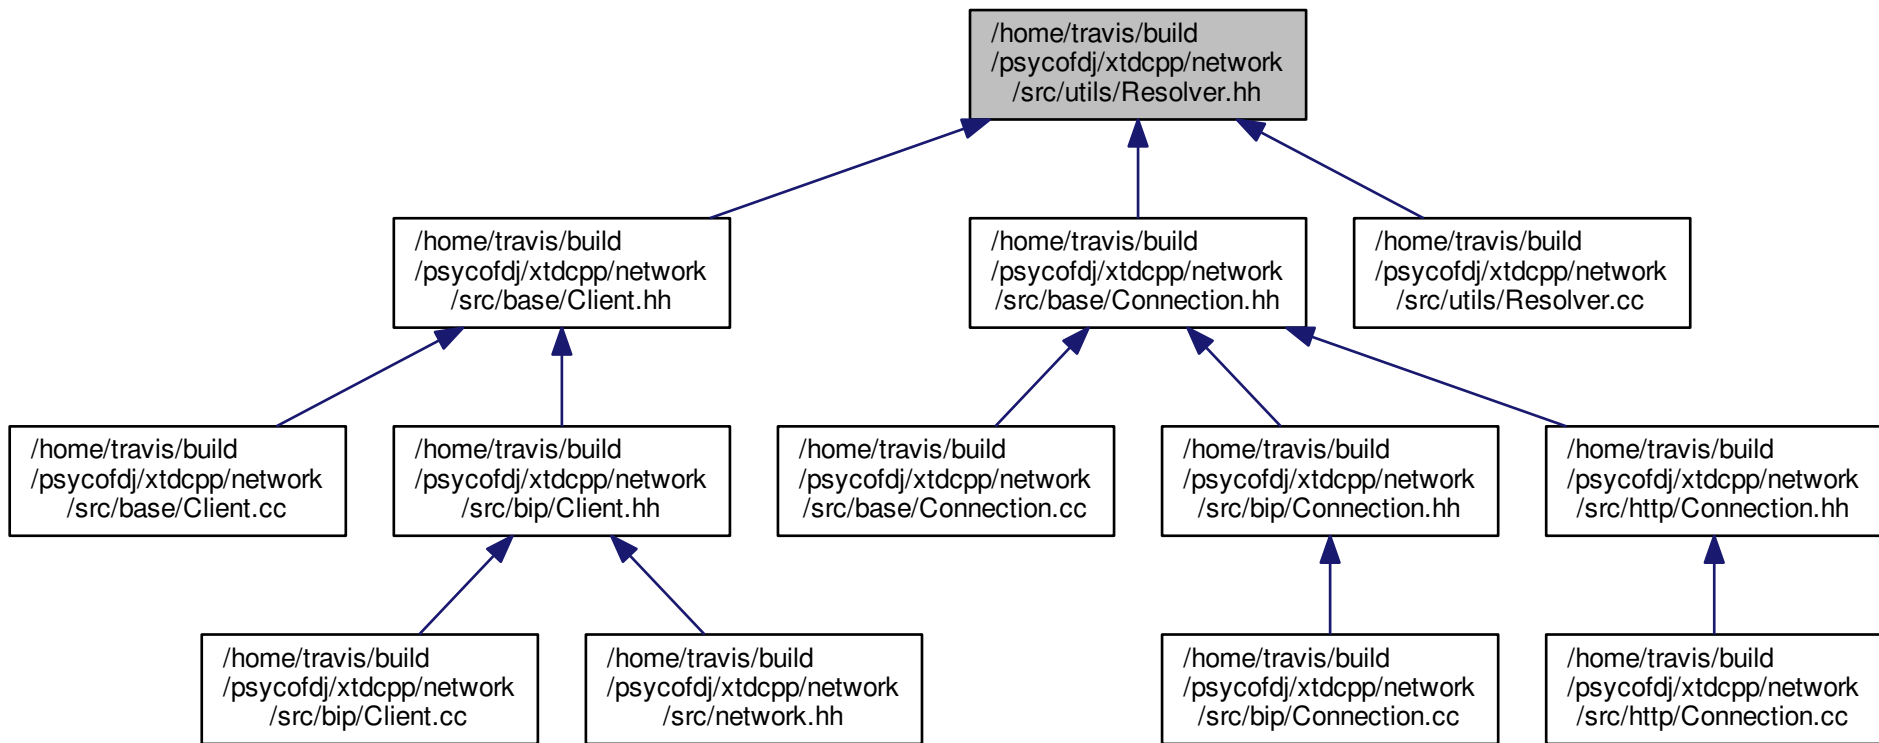 /home/travis/build
/psycofdj/xtdcpp/network
/src/utils/Resolver.hh
/home/travis/build
/psycofdj/xtdcpp/network
/src/base/Client.hh
/home/travis/build
/psycofdj/xtdcpp/network
/src/base/Connection.hh
/home/travis/build
/psycofdj/xtdcpp/network
/src/utils/Resolver.cc
/home/travis/build
/psycofdj/xtdcpp/network
/src/base/Client.cc
/home/travis/build
/psycofdj/xtdcpp/network
/src/bip/Client.hh
/home/travis/build
/psycofdj/xtdcpp/network
/src/base/Connection.cc
/home/travis/build
/psycofdj/xtdcpp/network
/src/bip/Connection.hh
/home/travis/build
/psycofdj/xtdcpp/network
/src/http/Connection.hh
/home/travis/build
/psycofdj/xtdcpp/network
/src/bip/Client.cc
/home/travis/build
/psycofdj/xtdcpp/network
/src/network.hh
/home/travis/build
/psycofdj/xtdcpp/network
/src/bip/Connection.cc
/home/travis/build
/psycofdj/xtdcpp/network
/src/http/Connection.cc